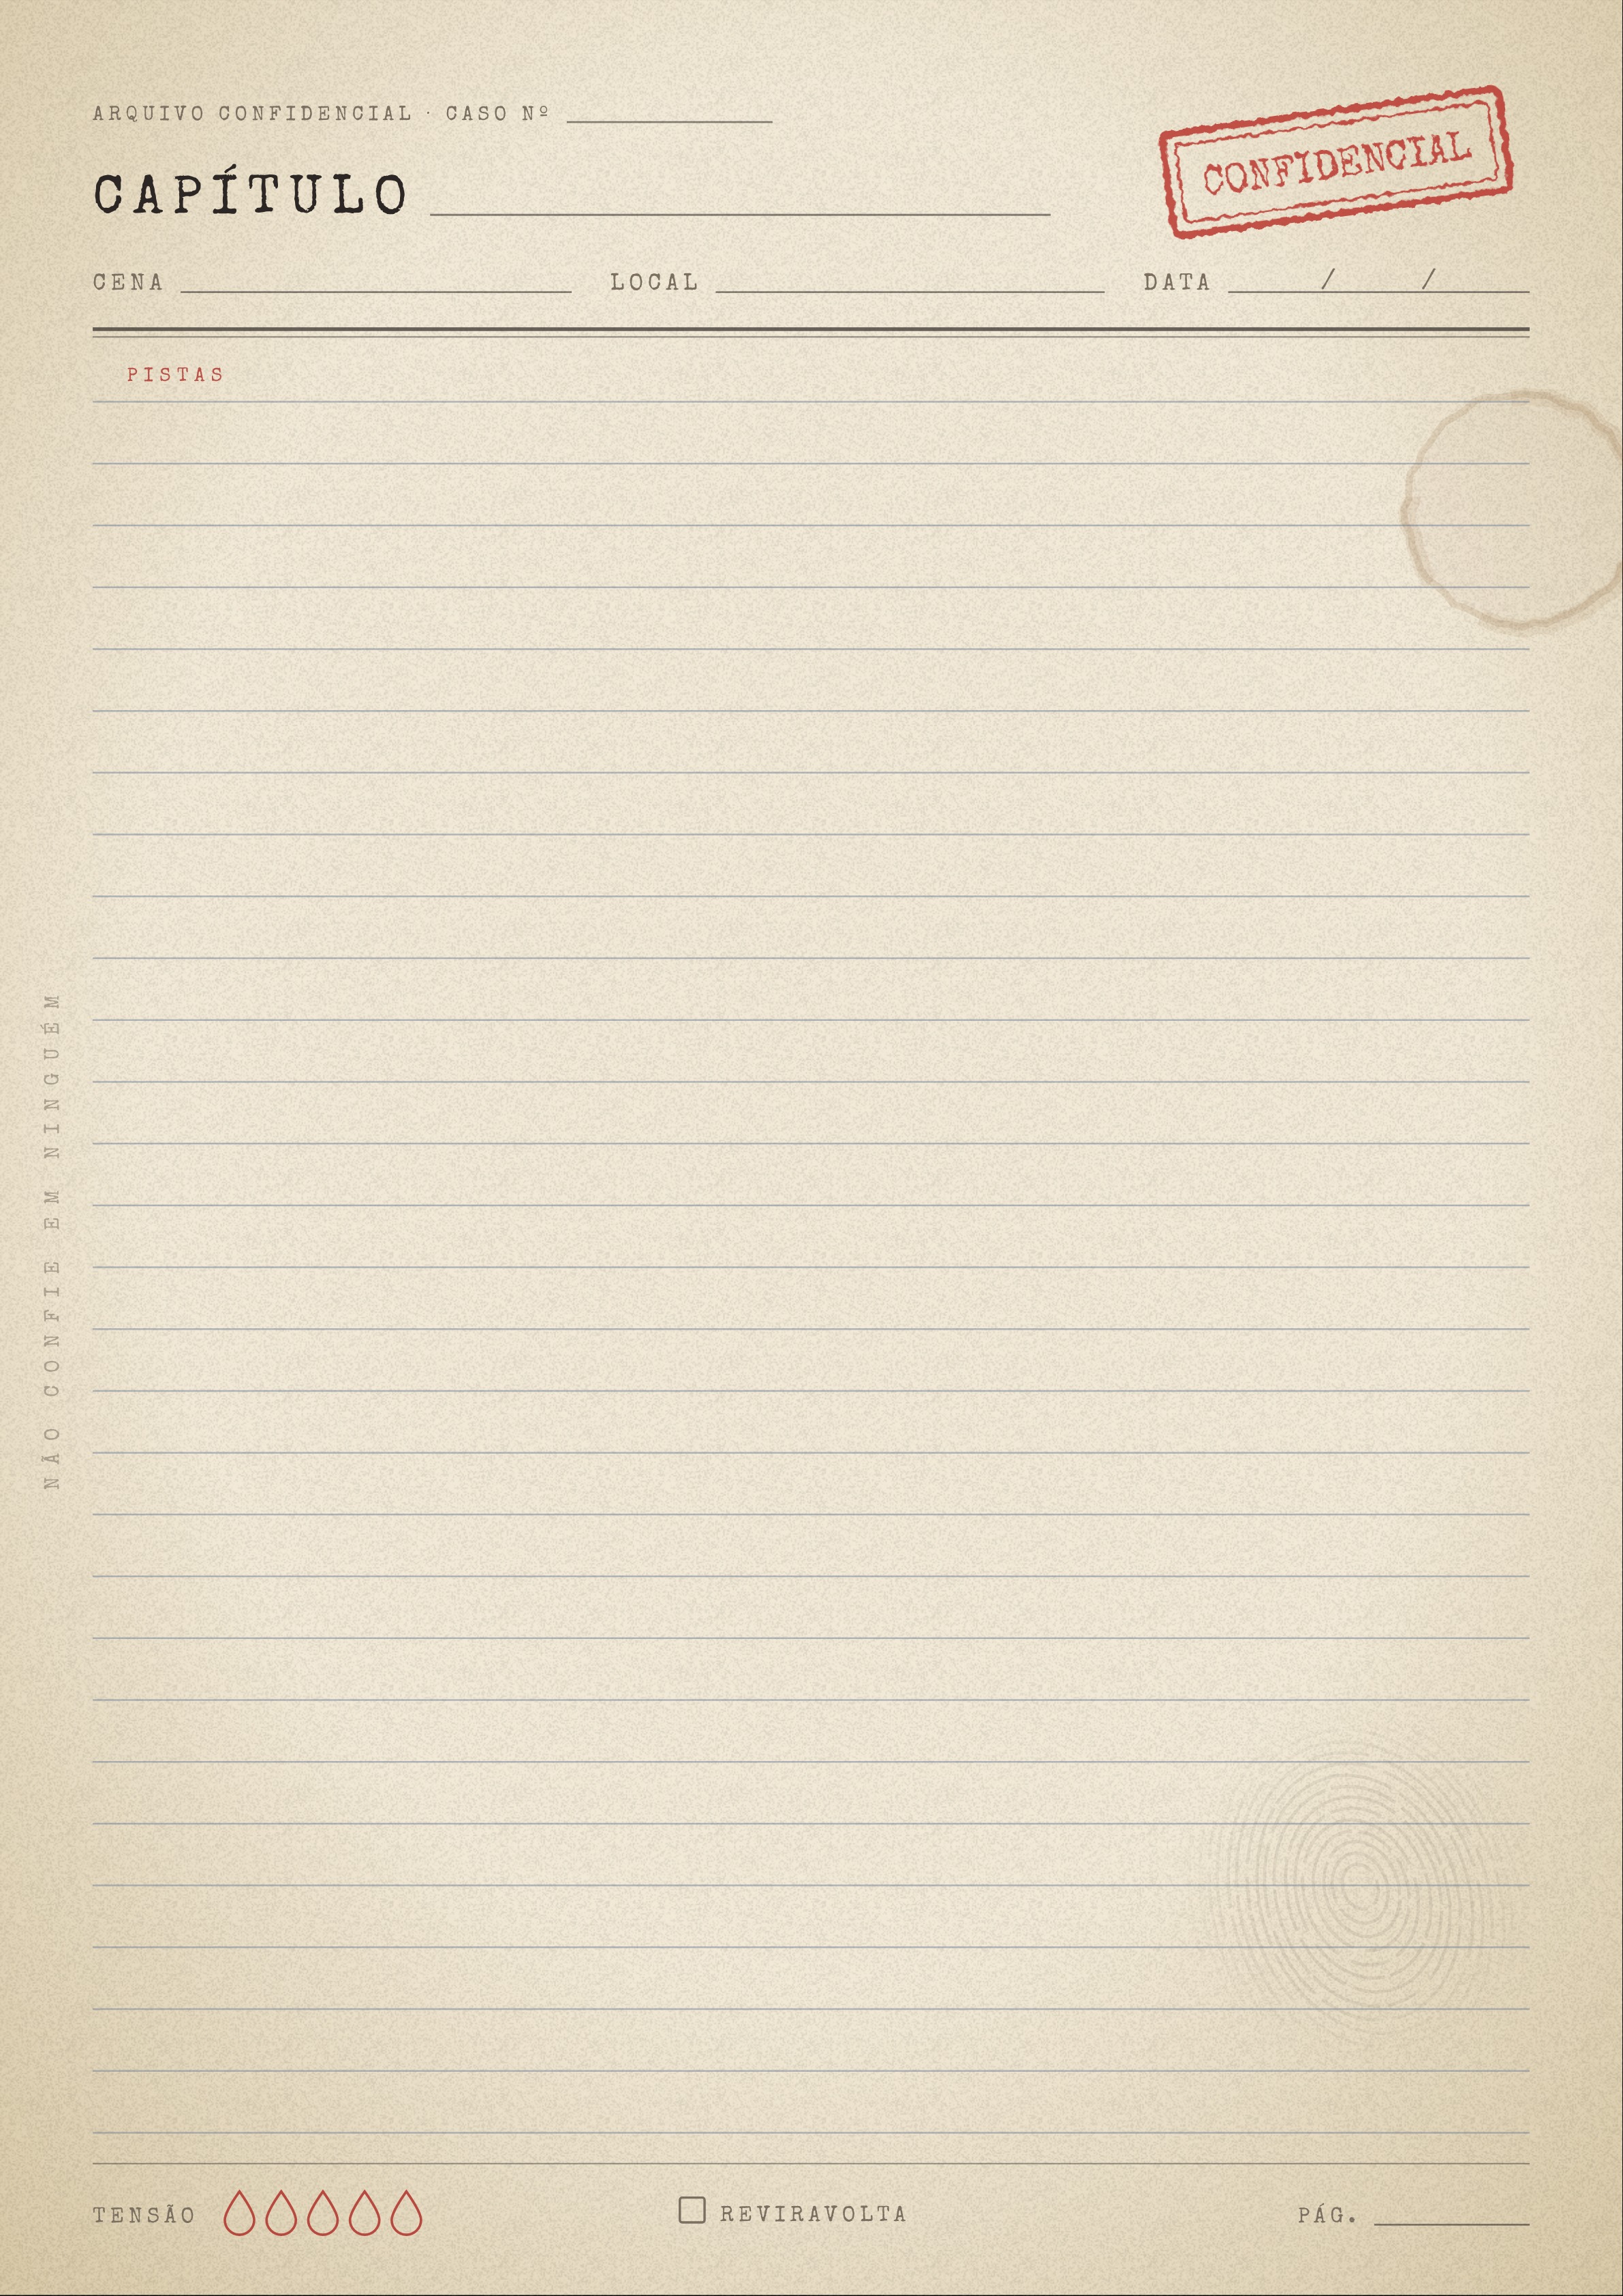 ARQUIVO CONFIDENCIAL · CASO Nº
CONFIDENCIAL
CAPÍTULO
CENA LOCAL DATA / /
PISTAS
NÃO CONFIE EM NINGUÉM
TENSÃO REVIRAVOLTA PÁG.